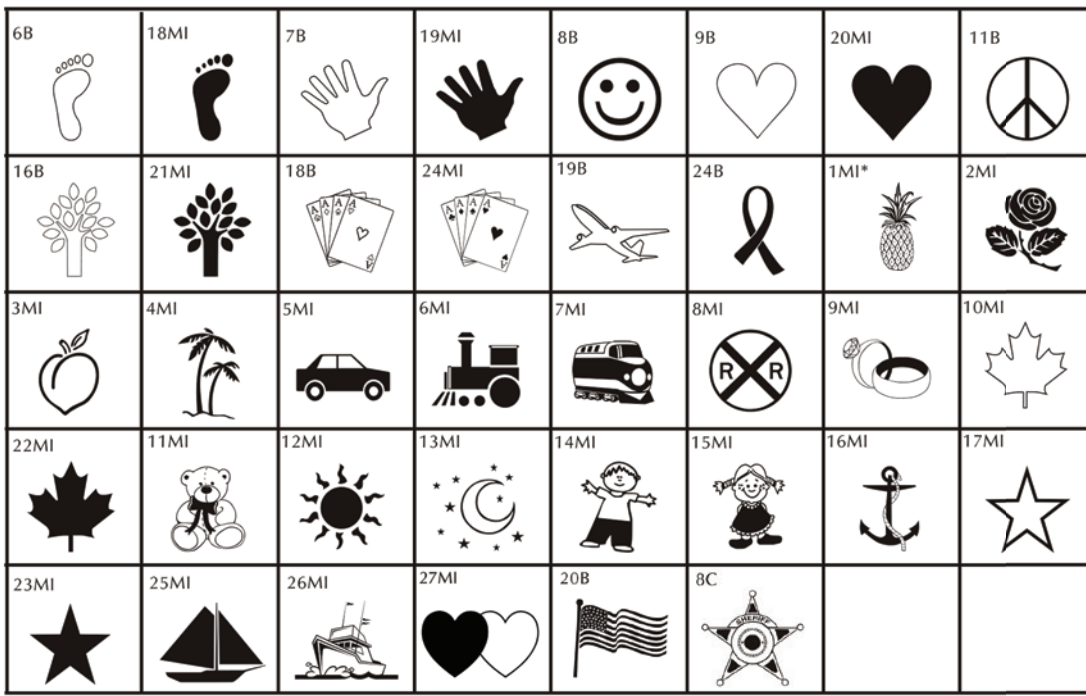 6B 18MI 7B 19MI 8B 9B 20MI 11B
16B 21MI 18B 24MI 19B 24B 1MI* 2MI
A A A A A
A A A A A
3MI 4MI 5MI 6MI 7MI 8MI 9MI 10MI
R R
22MI 11MI 12MI 13MI 14MI 15MI 16MI 17MI
23MI 25MI 26MI 27MI 20B 8C
SHERIFF